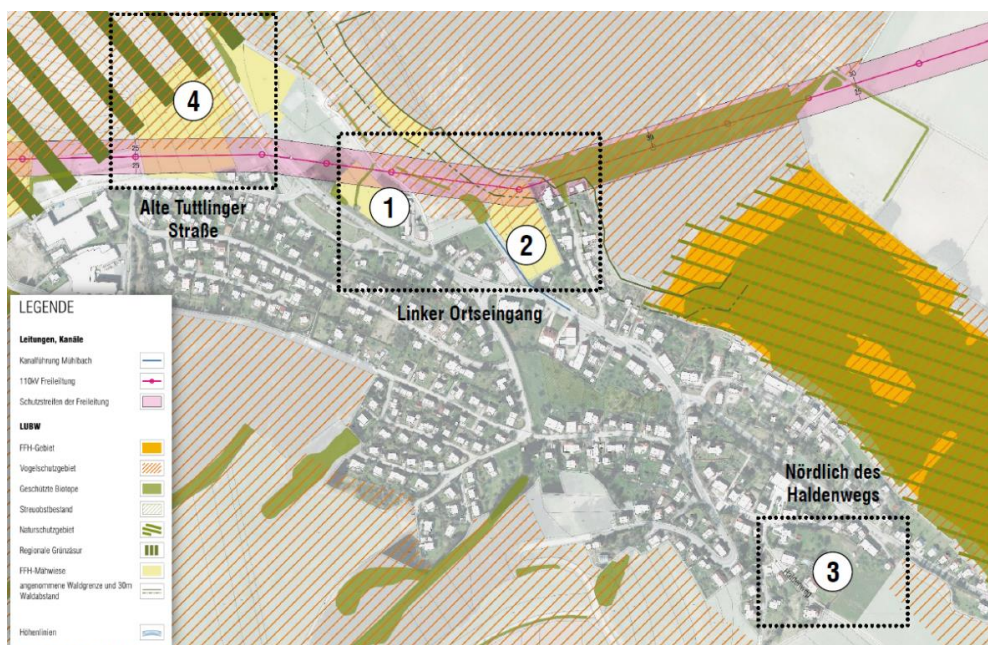 4
Alte Tuttlinger
Straße
1
2
Linker Ortseingang
Nördlich des
Haldenwegs
3
LEGENDE
Leitungen, Kanäle
Kanalführung Mühlbach
110kV Freileitung
Schutzstreifen der Freileitung
LUBW
FFH-Gebiet
Vogelschutzgebiet
Geschützte Biotope
Streuobstbestand
Naturschutzgebiet
Regionale Grünzäsur
FFH-Mähwiese
angenommene Waldgrenze und 30m
Waldabstand
Höhenlinien